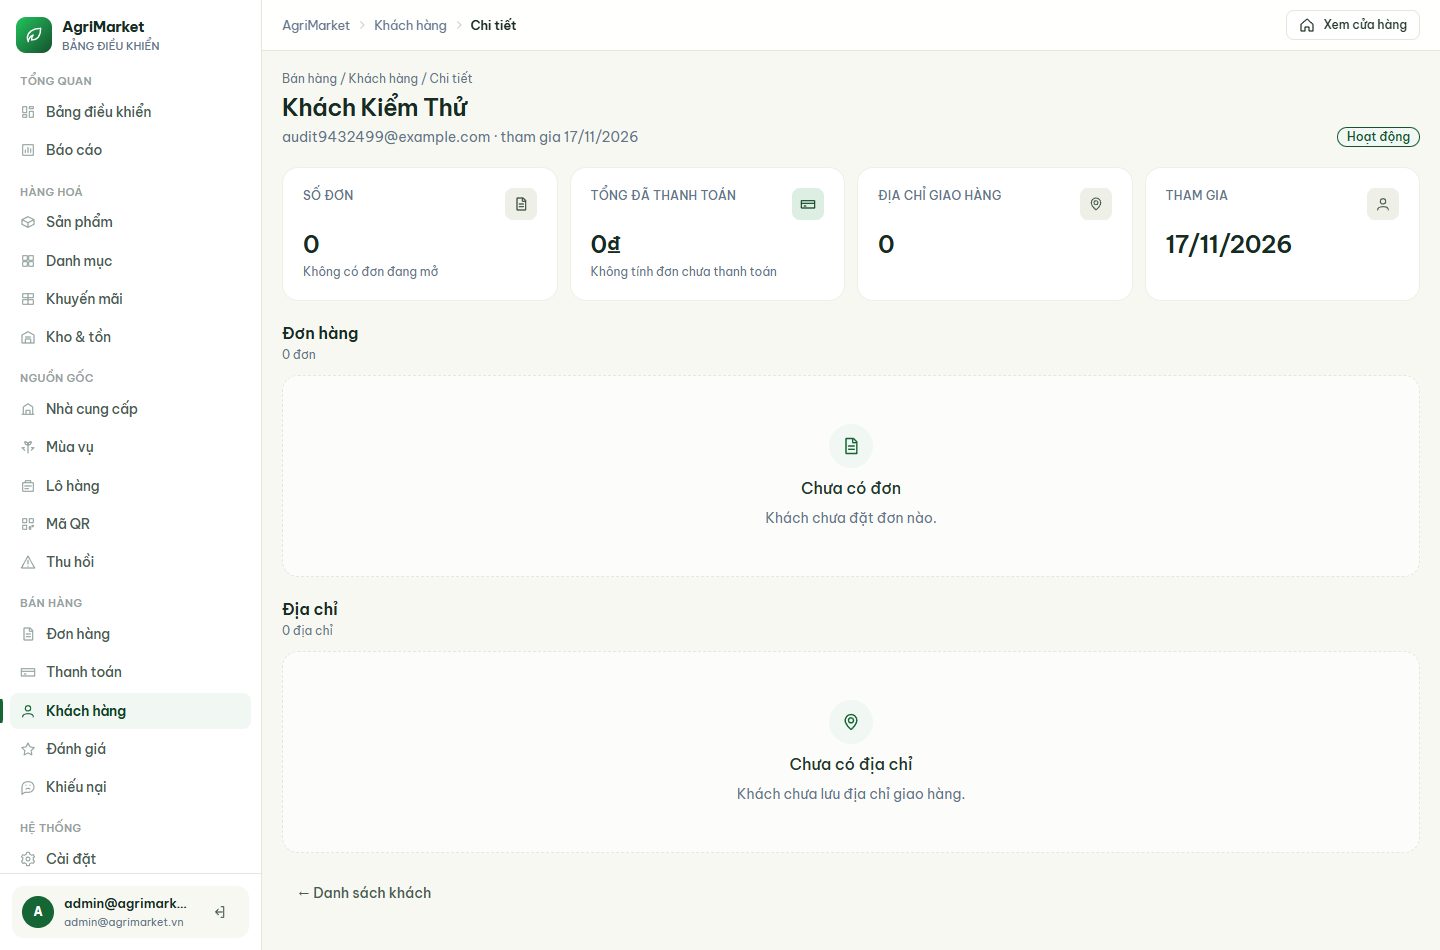 AgriMarket
BẢNG ĐIỀU KHIỂN
TỔNG QUAN
Bảng điều khiển
Báo cáo
HÀNG HOÁ
Sản phẩm
Danh mục
Khuyến mãi
Kho & tồn
NGUỒN GỐC
Nhà cung cấp
Mùa vụ
Lô hàng
Mã QR
Thu hồi
BÁN HÀNG
Đơn hàng
Thanh toán
Khách hàng
Đánh giá
Khiếu nại
HỆ THỐNG
Cài đặt
A
admin@agrimark...
admin@agrimarket.vn
AgriMarket > Khách hàng > Chi tiết
Xem cửa hàng
Bán hàng / Khách hàng / Chi tiết
Khách Kiểm Thử
audit9432499@example.com · tham gia 17/11/2026
Hoạt động
SỐ ĐƠN
0
Không có đơn đang mở
TỔNG ĐÃ THANH TOÁN
0₫
Không tính đơn chưa thanh toán
ĐỊA CHỈ GIAO HÀNG
0
THAM GIA
17/11/2026
Đơn hàng
0 đơn
Chưa có đơn
Khách chưa đặt đơn nào.
Địa chỉ
0 địa chỉ
Chưa có địa chỉ
Khách chưa lưu địa chỉ giao hàng.
← Danh sách khách